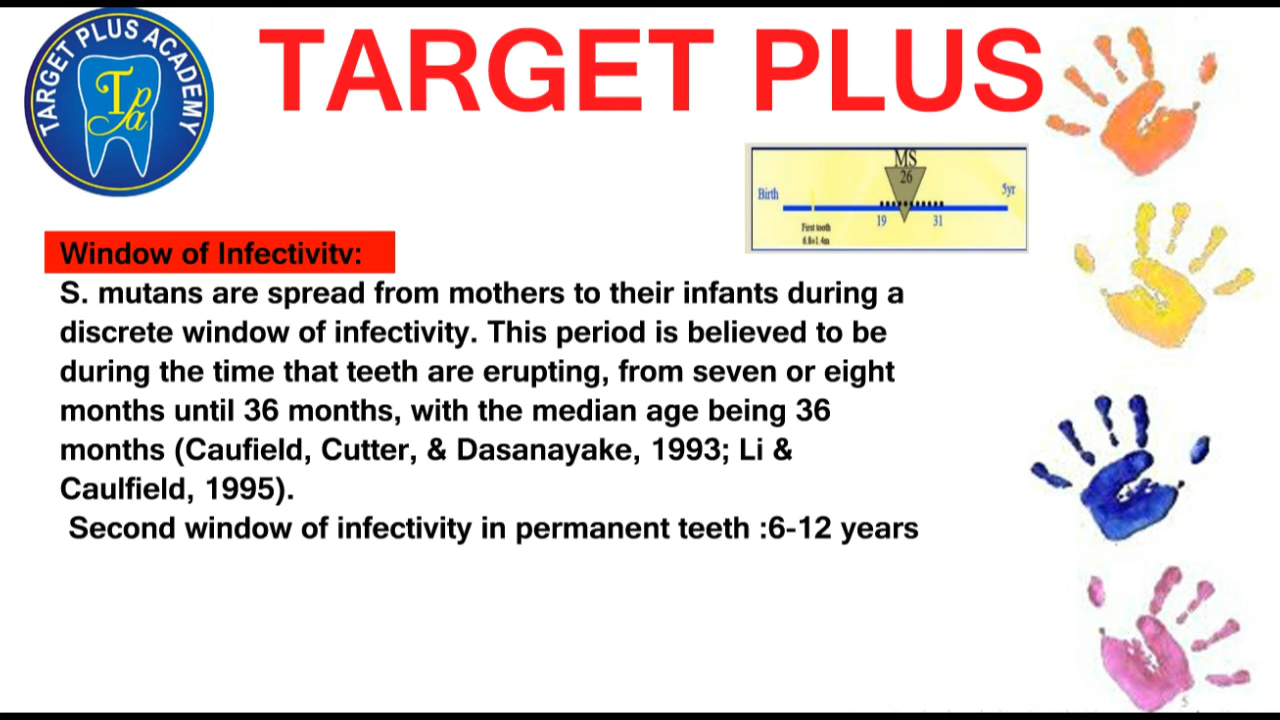 TARGET PLUS ACADEMY
Tpa
TARGET PLUS
MS
26
Birth
5yr
19
31
First tooth
Window of Infectivity:
S. mutans are spread from mothers to their infants during a
discrete window of infectivity. This period is believed to be
during the time that teeth are erupting, from seven or eight
months until 36 months, with the median age being 36
months (Caufield, Cutter, & Dasanayake, 1993; Li &
Caulfield, 1995).
Second window of infectivity in permanent teeth :6-12 years